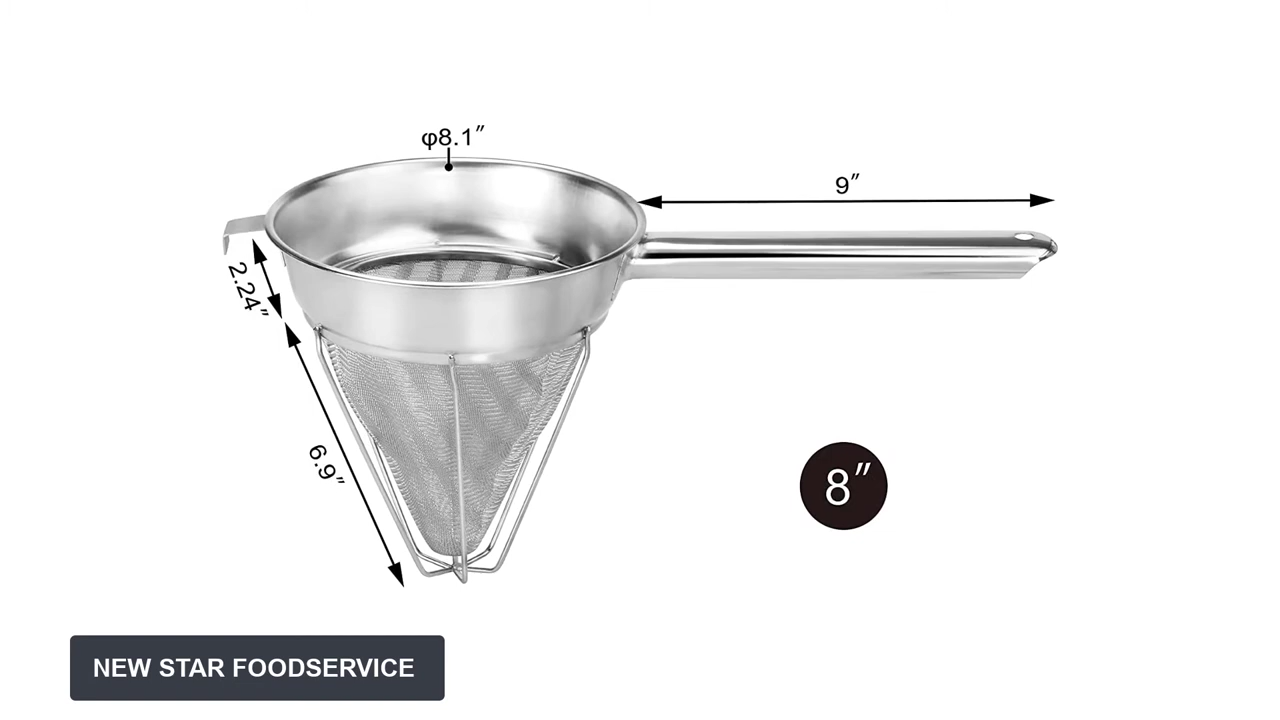 φ8.1″
9″
2.24″
6.9″
8″
NEW STAR FOODSERVICE